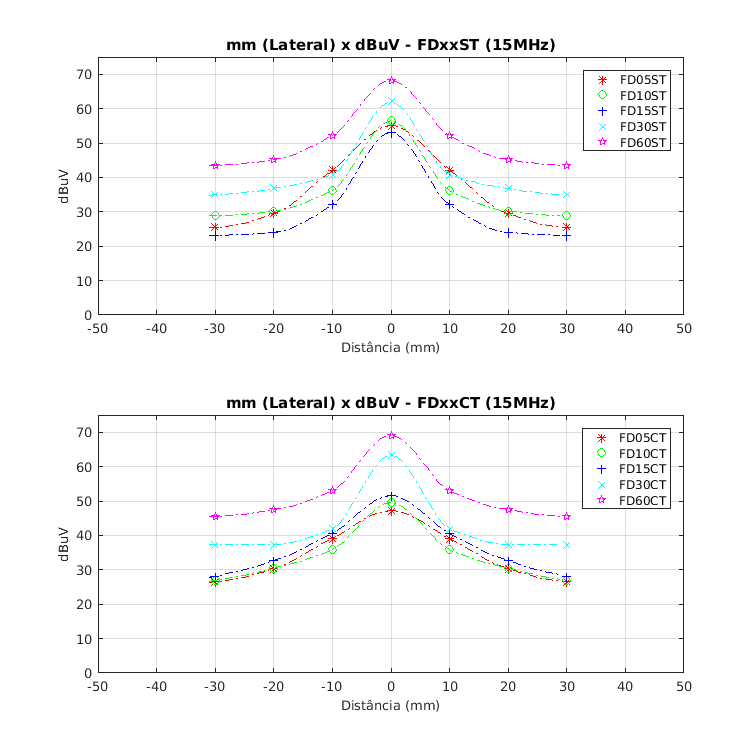 mm (Lateral) x dBuV - FDxxST (15MHz)
70
60
50
40
30
20
10
0
dBuV
-50 -40 -30 -20 -10 0 10 20 30 40 50
Distância (mm)
FD05ST
FD10ST
FD15ST
FD30ST
FD60ST
mm (Lateral) x dBuV - FDxxCT (15MHz)
70
60
50
40
30
20
10
0
dBuV
-50 -40 -30 -20 -10 0 10 20 30 40 50
Distância (mm)
FD05CT
FD10CT
FD15CT
FD30CT
FD60CT